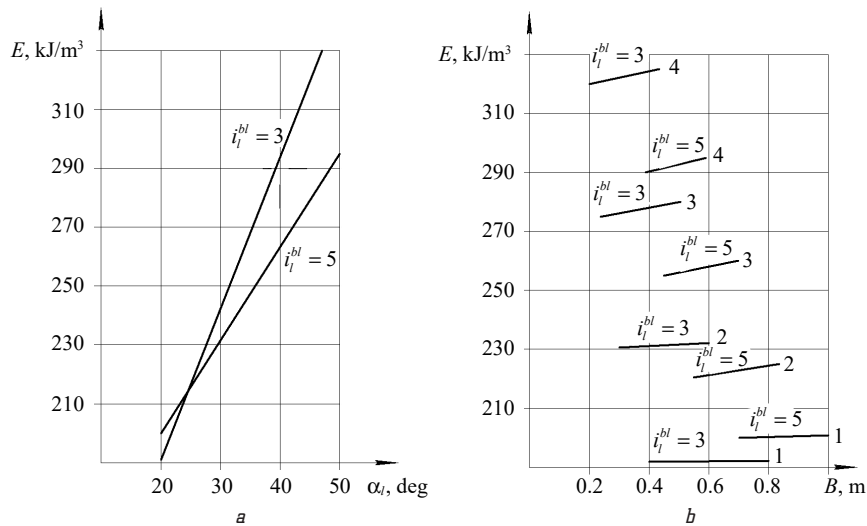 E, kJ/m³
310
290
270
250
230
210
i_l^{bl} = 3
i_l^{bl} = 5
20 30 40 50 α_l, deg
a
E, kJ/m³
310
290
270
250
230
210
i_l^{bl} = 3
4
i_l^{bl} = 5
4
i_l^{bl} = 3
3
i_l^{bl} = 5
3
i_l^{bl} = 3
2
i_l^{bl} = 5
2
i_l^{bl} = 5
1
i_l^{bl} = 3
1
0.2 0.4 0.6 0.8 B, m
b